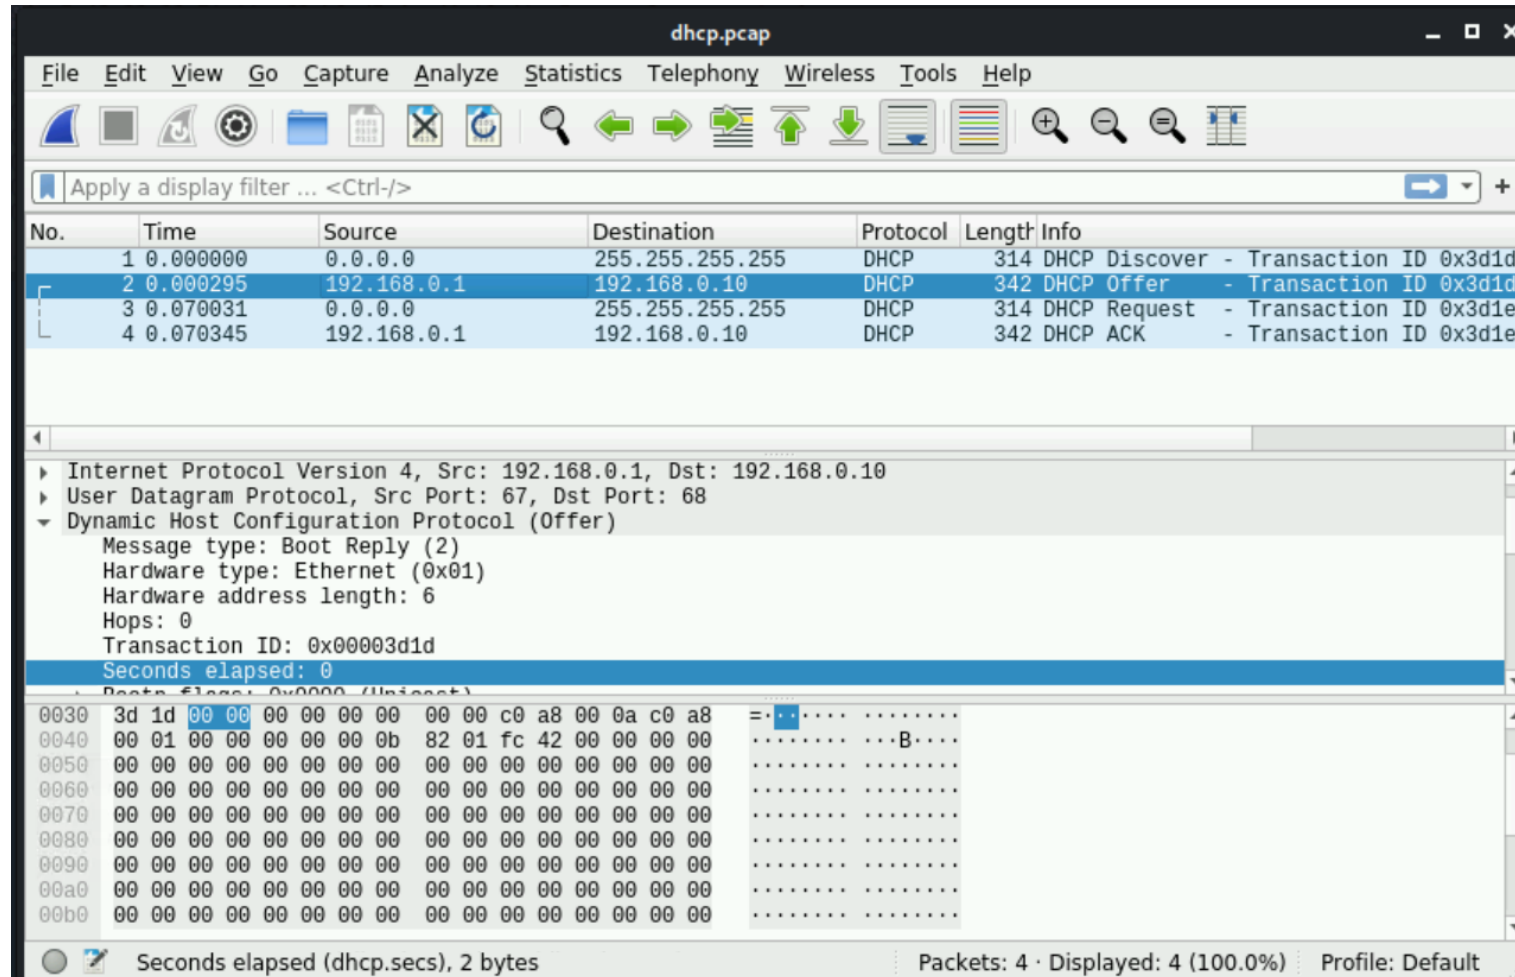 dhcp.pcap
File Edit View Go Capture Analyze Statistics Telephony Wireless Tools Help
Apply a display filter ... <Ctrl-/>
No. Time Source Destination Protocol Length Info
1 0.000000 0.0.0.0 255.255.255.255 DHCP 314 DHCP Discover - Transaction ID 0x3d1d
2 0.000295 192.168.0.1 192.168.0.10 DHCP 342 DHCP Offer - Transaction ID 0x3d1d
3 0.070031 0.0.0.0 255.255.255.255 DHCP 314 DHCP Request - Transaction ID 0x3d1e
4 0.070345 192.168.0.1 192.168.0.10 DHCP 342 DHCP ACK - Transaction ID 0x3d1e
Internet Protocol Version 4, Src: 192.168.0.1, Dst: 192.168.0.10
User Datagram Protocol, Src Port: 67, Dst Port: 68
Dynamic Host Configuration Protocol (Offer)
Message type: Boot Reply (2)
Hardware type: Ethernet (0x01)
Hardware address length: 6
Hops: 0
Transaction ID: 0x00003d1d
Seconds elapsed: 0
Bootp flags: 0x0000 (Unicast)
0030 3d 1d 00 00 00 00 00 00 00 00 c0 a8 00 0a c0 a8 =·······  ········
0040 00 01 00 00 00 00 00 0b 82 01 fc 42 00 00 00 00 ········ ···B····
0050 00 00 00 00 00 00 00 00 00 00 00 00 00 00 00 00 ········ ········
0060 00 00 00 00 00 00 00 00 00 00 00 00 00 00 00 00 ········ ········
0070 00 00 00 00 00 00 00 00 00 00 00 00 00 00 00 00 ········ ········
0080 00 00 00 00 00 00 00 00 00 00 00 00 00 00 00 00 ········ ········
0090 00 00 00 00 00 00 00 00 00 00 00 00 00 00 00 00 ········ ········
00a0 00 00 00 00 00 00 00 00 00 00 00 00 00 00 00 00 ········ ········
00b0 00 00 00 00 00 00 00 00 00 00 00 00 00 00 00 00 ········ ········
Seconds elapsed (dhcp.secs), 2 bytes Packets: 4 · Displayed: 4 (100.0%) Profile: Default